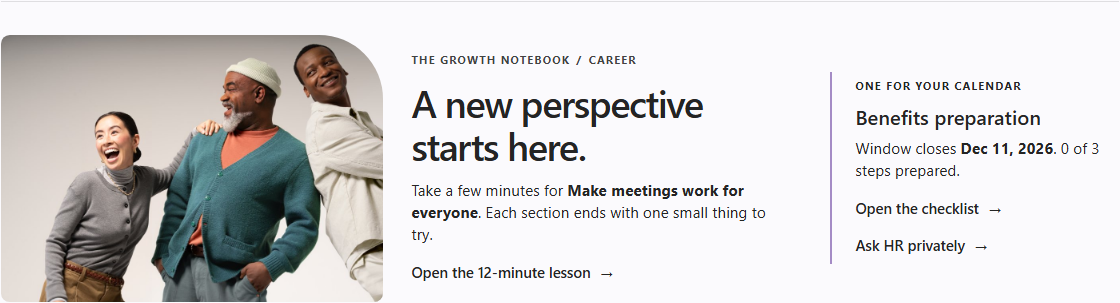 THE GROWTH NOTEBOOK / CAREER
A new perspective
starts here.
Take a few minutes for Make meetings work for
everyone. Each section ends with one small thing to
try.
Open the 12-minute lesson →
ONE FOR YOUR CALENDAR
Benefits preparation
Window closes Dec 11, 2026. 0 of 3
steps prepared.
Open the checklist →
Ask HR privately →